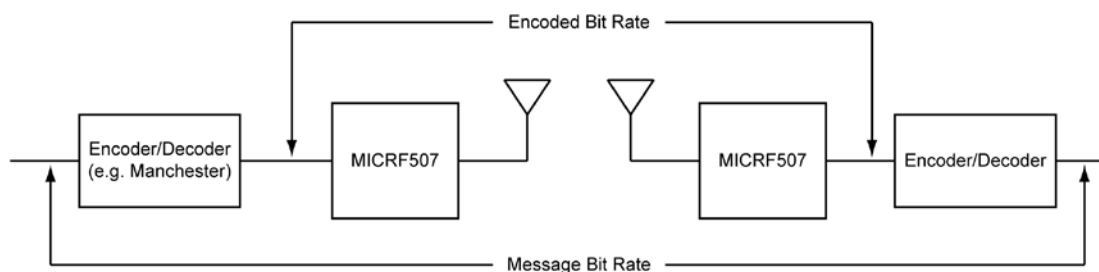 Encoded Bit Rate
Encoder/Decoder
(e.g. Manchester)
MICRF507
MICRF507
Encoder/Decoder
Message Bit Rate